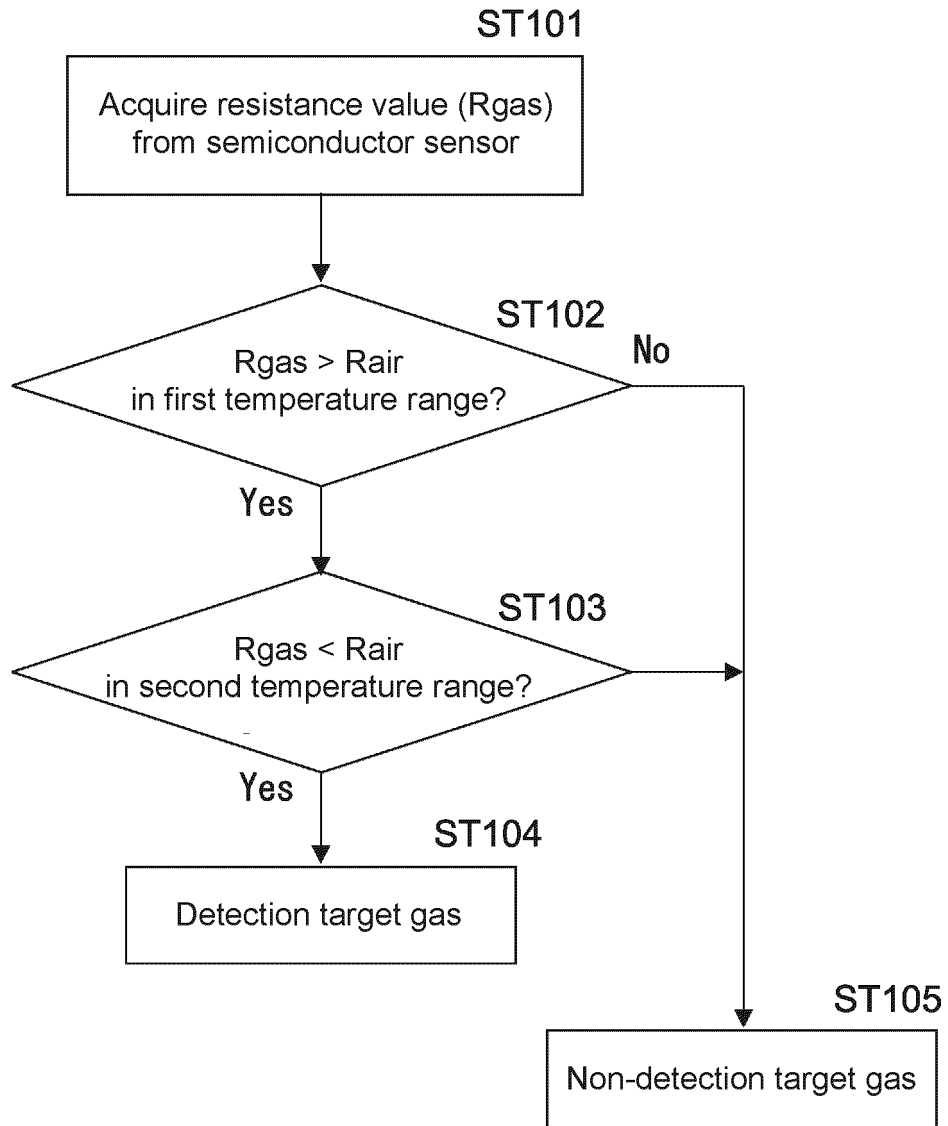 ST101
Acquire resistance value (Rgas)
from semiconductor sensor
ST102
Rgas > Rair
in first temperature range?
No
Yes
ST103
Rgas < Rair
in second temperature range?
Yes
ST104
Detection target gas
ST105
Non-detection target gas